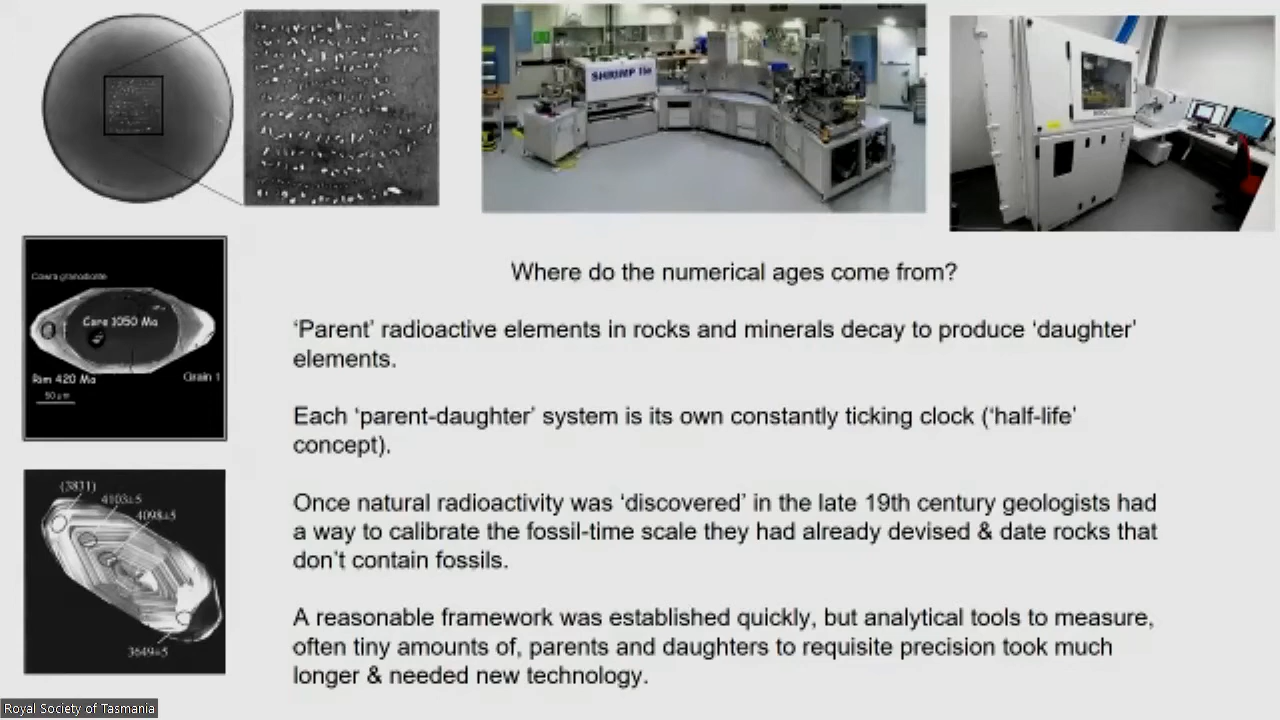 SHRIMP IIe
Cowra granodiorite
Core 1050 Ma
Rim 420 Ma
Grain 1
50 µm
Where do the numerical ages come from?
‘Parent’ radioactive elements in rocks and minerals decay to produce ‘daughter’
elements.
Each ‘parent-daughter’ system is its own constantly ticking clock (‘half-life’
concept).
Once natural radioactivity was ‘discovered’ in the late 19th century geologists had
a way to calibrate the fossil-time scale they had already devised & date rocks that
don’t contain fossils.
A reasonable framework was established quickly, but analytical tools to measure,
often tiny amounts of, parents and daughters to requisite precision took much
longer & needed new technology.
(3831)
4103±5
4098±5
3649±5
Royal Society of Tasmania